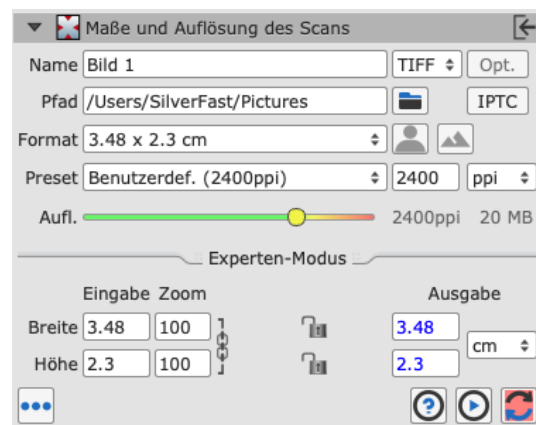 Maße und Auflösung des Scans
Name Bild 1 TIFF Opt.
Pfad /Users/SilverFast/Pictures IPTC
Format 3.48 x 2.3 cm
Preset Benutzerdef. (2400ppi) 2400 ppi
Aufl. 2400ppi 20 MB
Experten-Modus
Eingabe Zoom Ausgabe
Breite 3.48 100 3.48
cm
Höhe 2.3 100 2.3